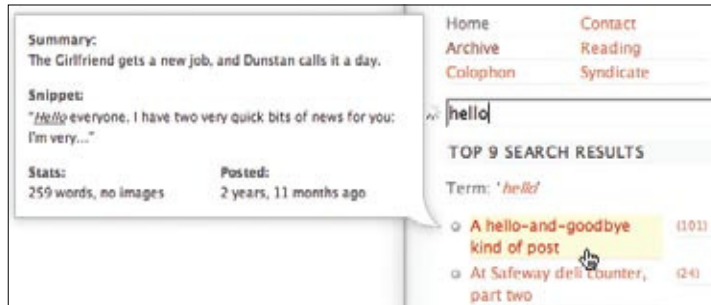 Summary:
The Girlfriend gets a new job, and Dunstan calls it a day.
Snippet:
"Hello everyone, I have two very quick bits of news for you:
I'm very..."
Stats:
259 words, no images
Posted:
2 years, 11 months ago
Home
Contact
Archive
Reading
Colophon
Syndicate
hello
TOP 9 SEARCH RESULTS
Term: 'hello'
A hello-and-goodbye
kind of post
(101)
At Safeway deli counter,
part two
(24)